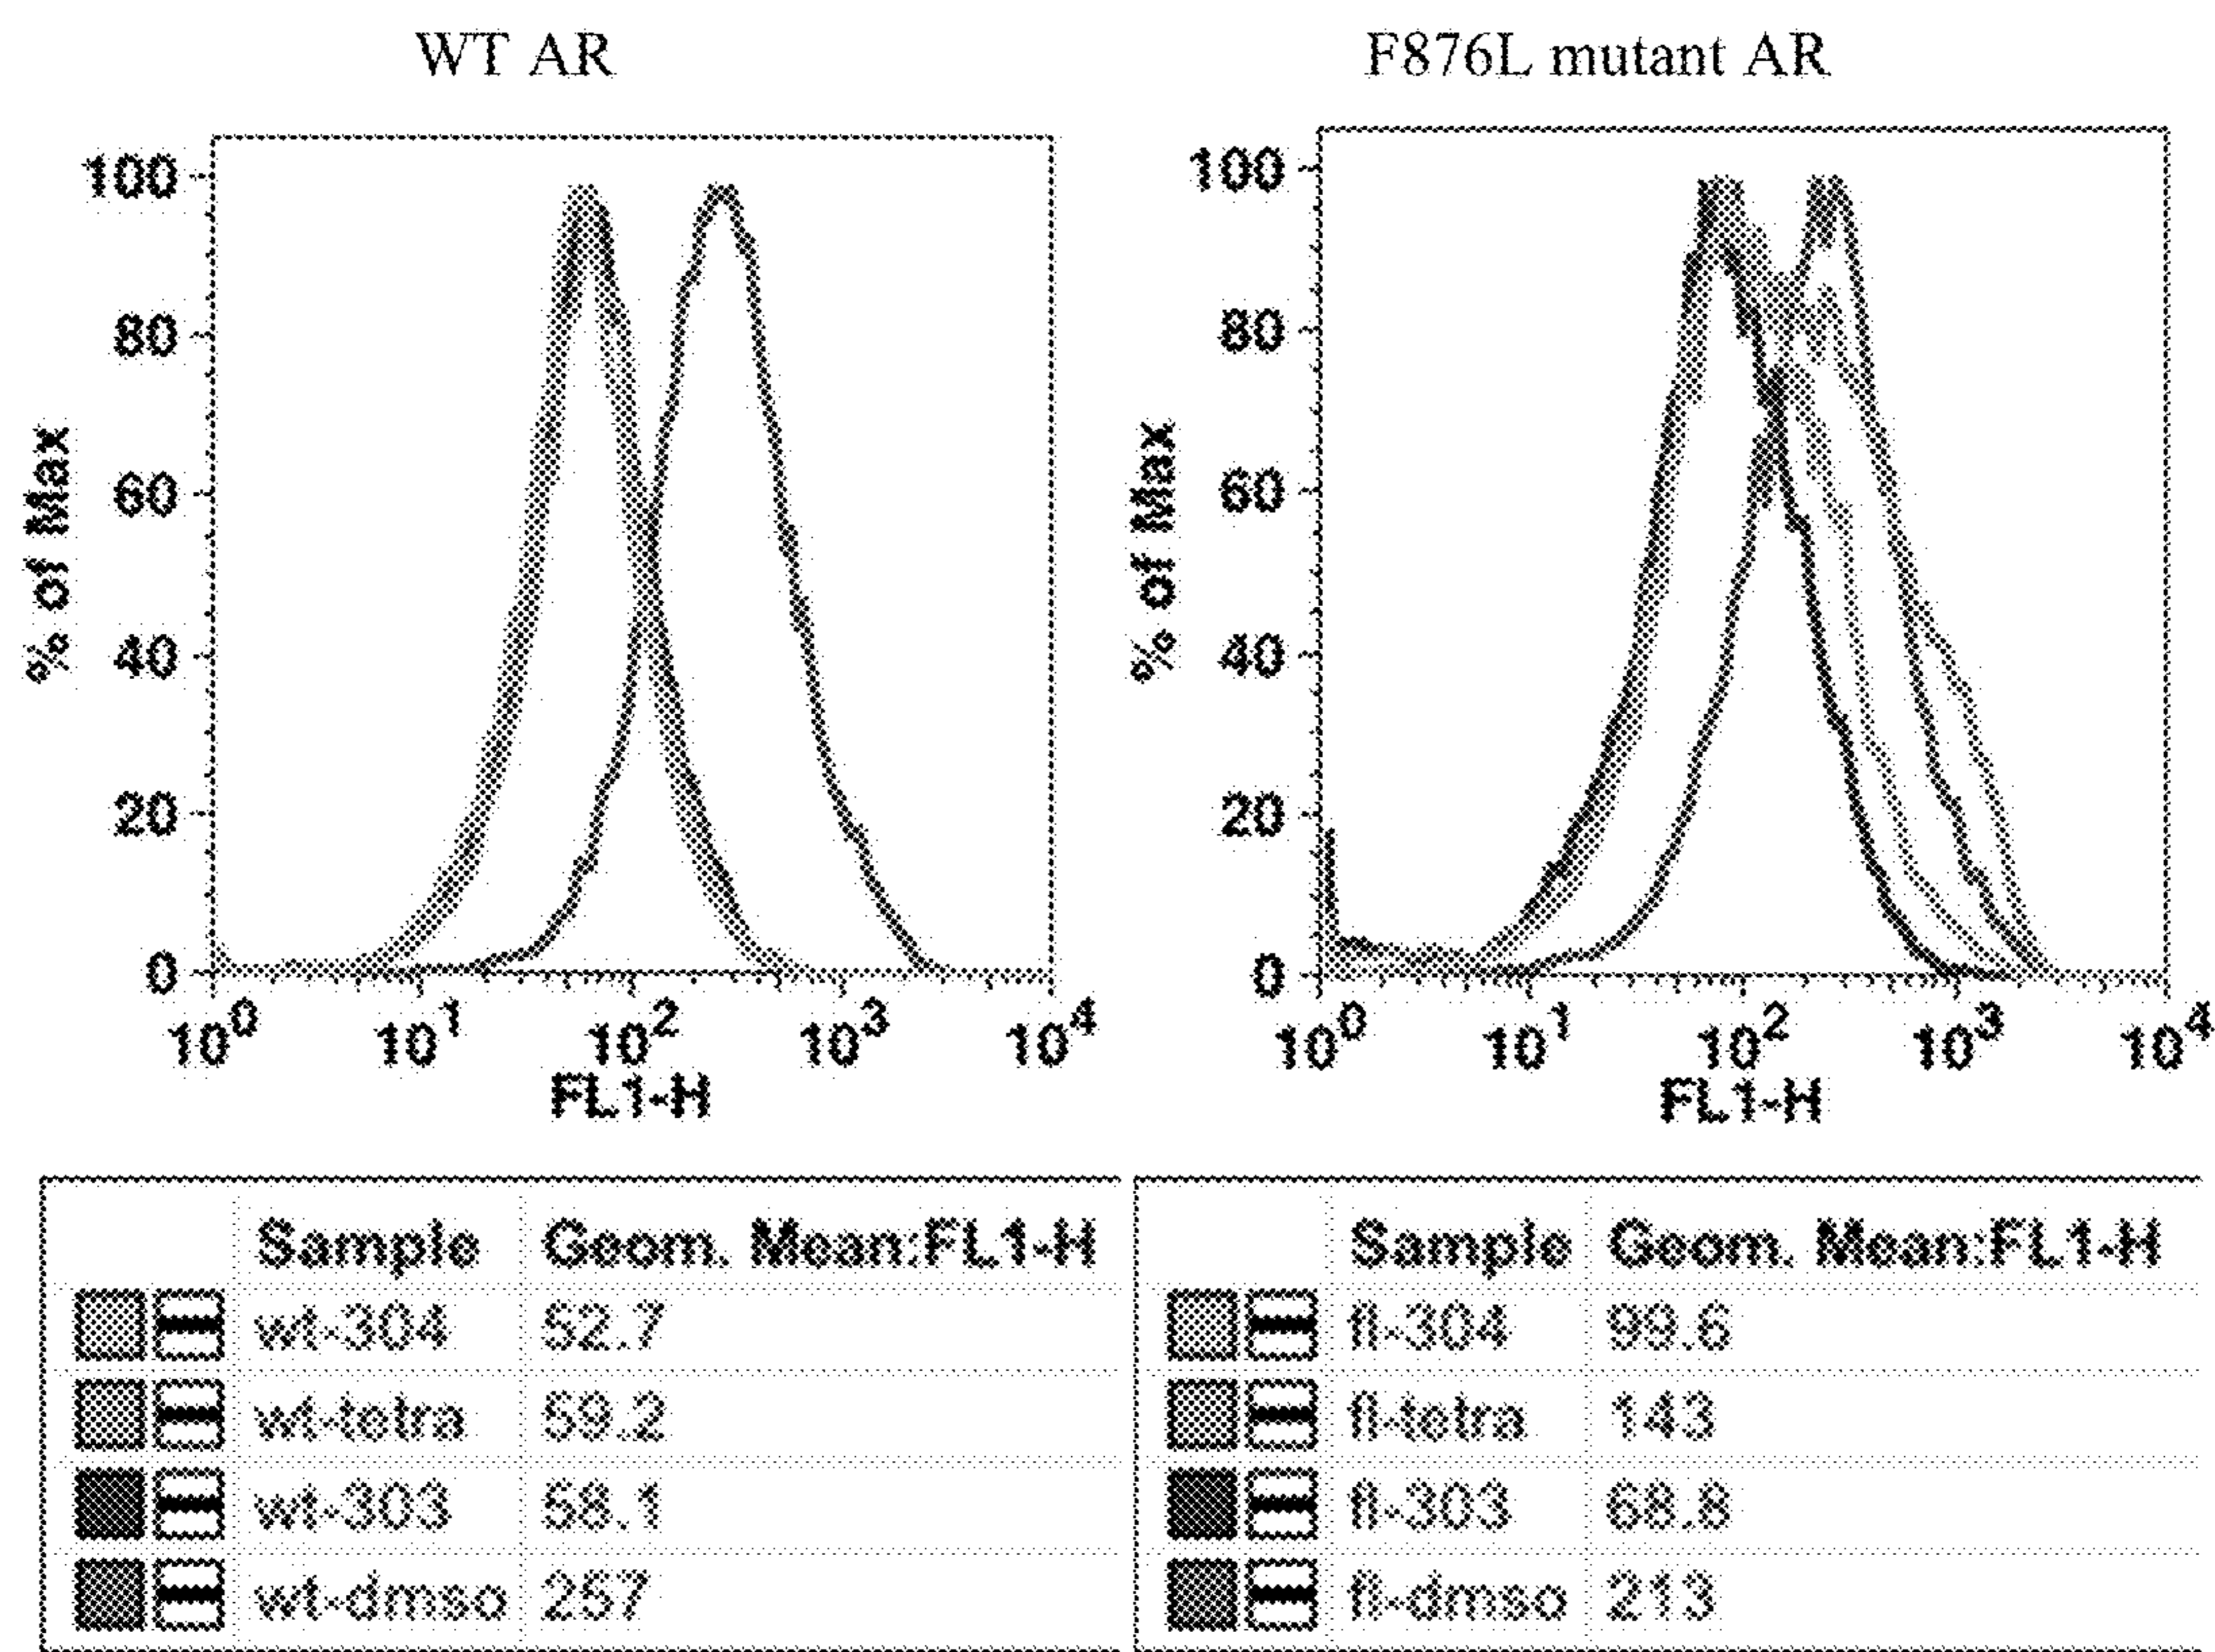 WT AR
F876L mutant AR
100
80
60
40
20
0
% of Max
10^0 10^1 10^2 10^3 10^4
FL1-H
100
80
60
40
20
0
% of Max
10^0 10^1 10^2 10^3 10^4
FL1-H
Sample Geom. Mean:FL1-H
wt-304 52.7
wt-tetra 59.2
wt-303 58.1
wt-dmso 257
Sample Geom. Mean:FL1-H
fl-304 99.6
fl-tetra 143
fl-303 68.8
fl-dmso 213